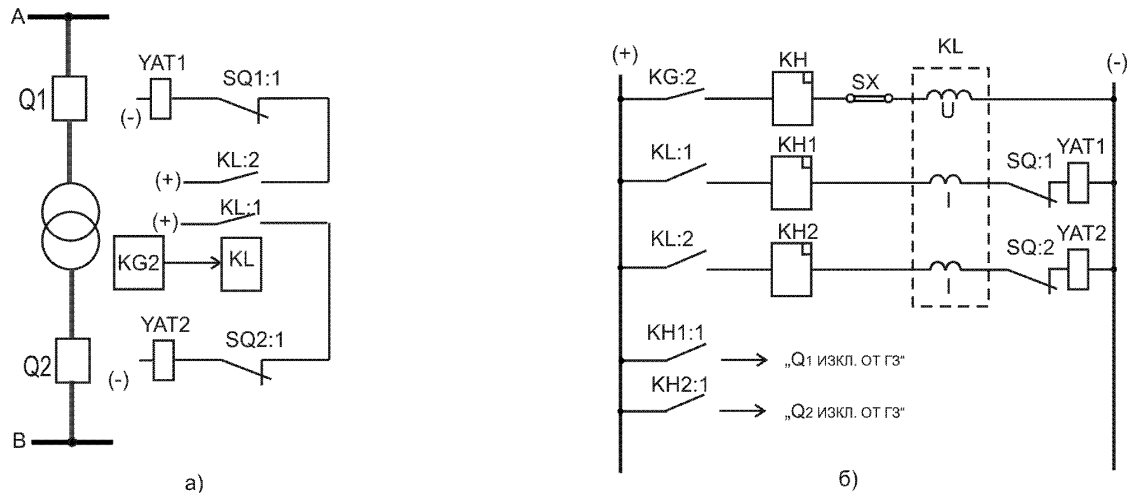 A
Q1
YAT1
(-)
SQ1:1
KL:2
(+)
KL:1
(+)
KG2
KL
YAT2
(-)
SQ2:1
Q2
B
а)
(+)
KG:2
KH
SX
KL
U
(-)
KL:1
KH1
I
SQ:1
YAT1
KL:2
KH2
I
SQ:2
YAT2
KH1:1
„Q1 ИЗКЛ. ОТ ГЗ“
KH2:1
„Q2 ИЗКЛ. ОТ ГЗ“
б)